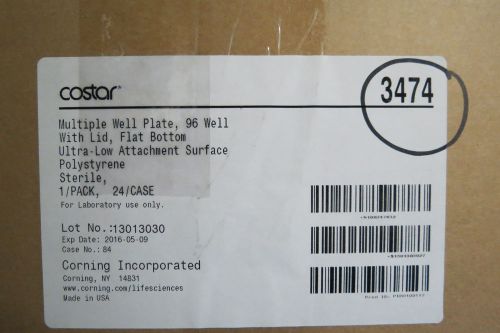 costar®
3474
Multiple Well Plate, 96 Well
With Lid, Flat Bottom
Ultra-Low Attachment Surface
Polystyrene
Sterile,
1/PACK, 24/CASE
For Laboratory use only.
Lot No.:13013030
Exp Date: 2016-05-09
Case No.: 84
Corning Incorporated
Corning, NY 14831
www.corning.com/lifesciences
Made in USA